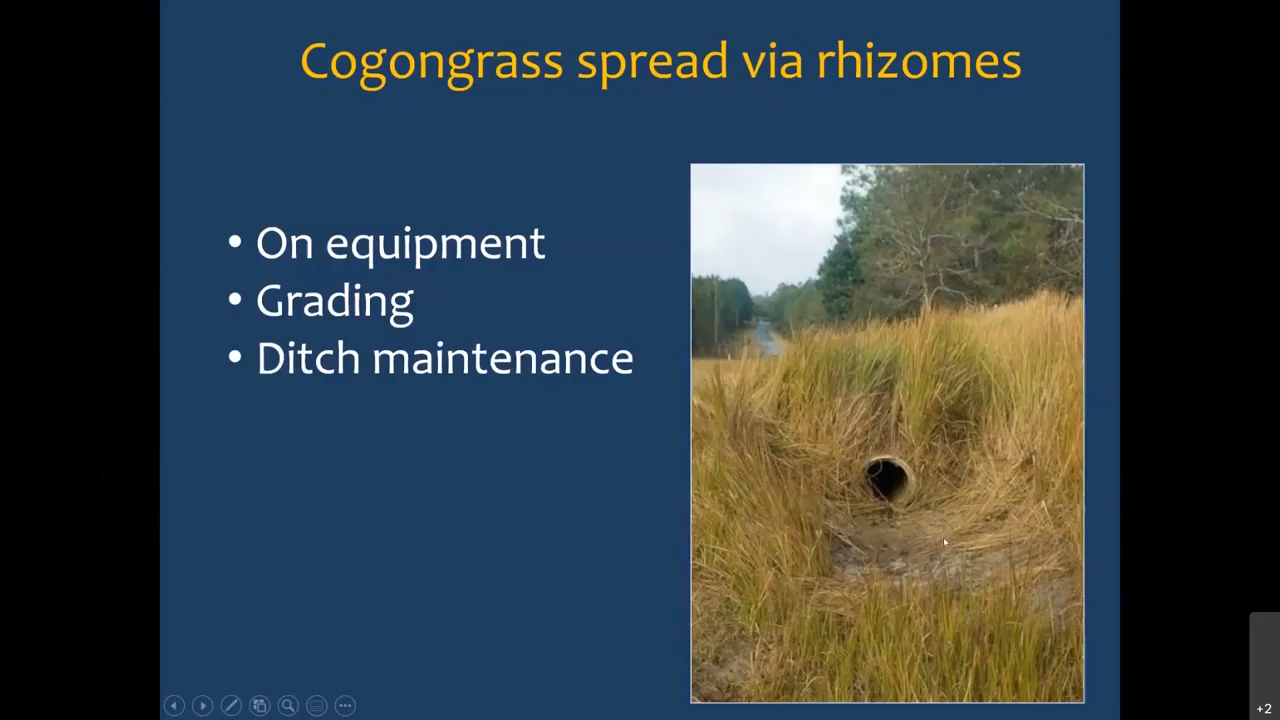 Cogongrass spread via rhizomes
• On equipment
• Grading
• Ditch maintenance
+2